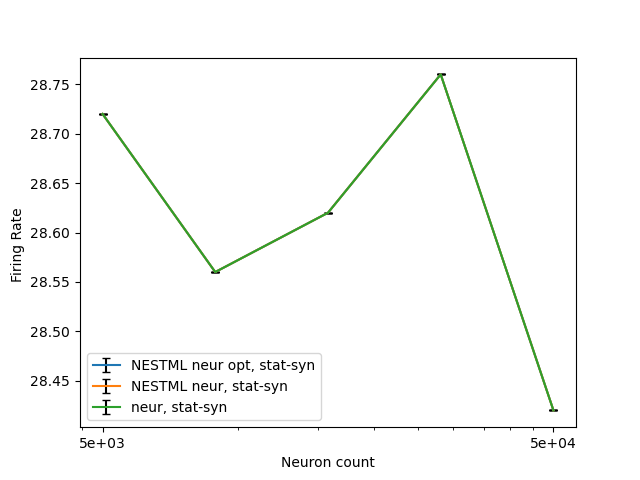 28.75
28.70
28.65
28.60
28.55
28.50
28.45
Firing Rate
NESTML neur opt, stat-syn
NESTML neur, stat-syn
neur, stat-syn
5e+03
5e+04
Neuron count